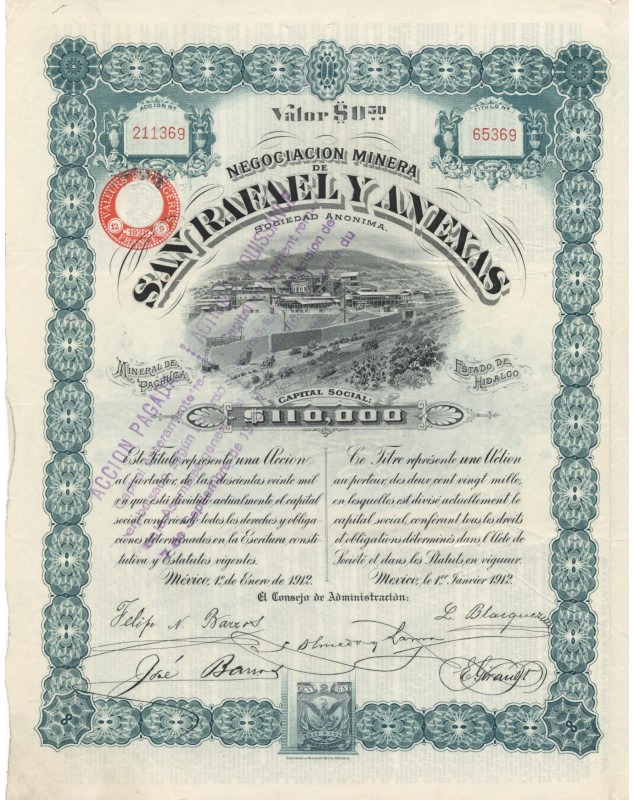 ACCION Nº
211369
Valor $0.50
TITULO Nº
65369
NEGOCIACION MINERA
DE
SAN RAFAEL Y ANEXAS
SOCIEDAD ANONIMA.
MINERAL DE
PACHUCA
ESTADO DE
HIDALGO
CAPITAL SOCIAL:
$110,000
Este Título representa una Acción
al portador, de las doscientas veinte mil
en que está dividido actualmente el capital
social, confiriendo todos los derechos y obliga-
ciones determinados en la Escritura consti-
tutiva y Estatutos vigentes.
México, 1º de Enero de 1912.
Ce Titre représente une Action
au porteur, des deux cent vingt mille,
en lesquelles est divisé actuellement le
capital social, conférant tous les droits
et obligations déterminés dans l'Acte de
Société et dans les Statuts en vigueur.
Mexico, le 1er Janvier 1912.
El Consejo de Administración:
Felipe N. Barros
José Barros
ACCION PAGADA